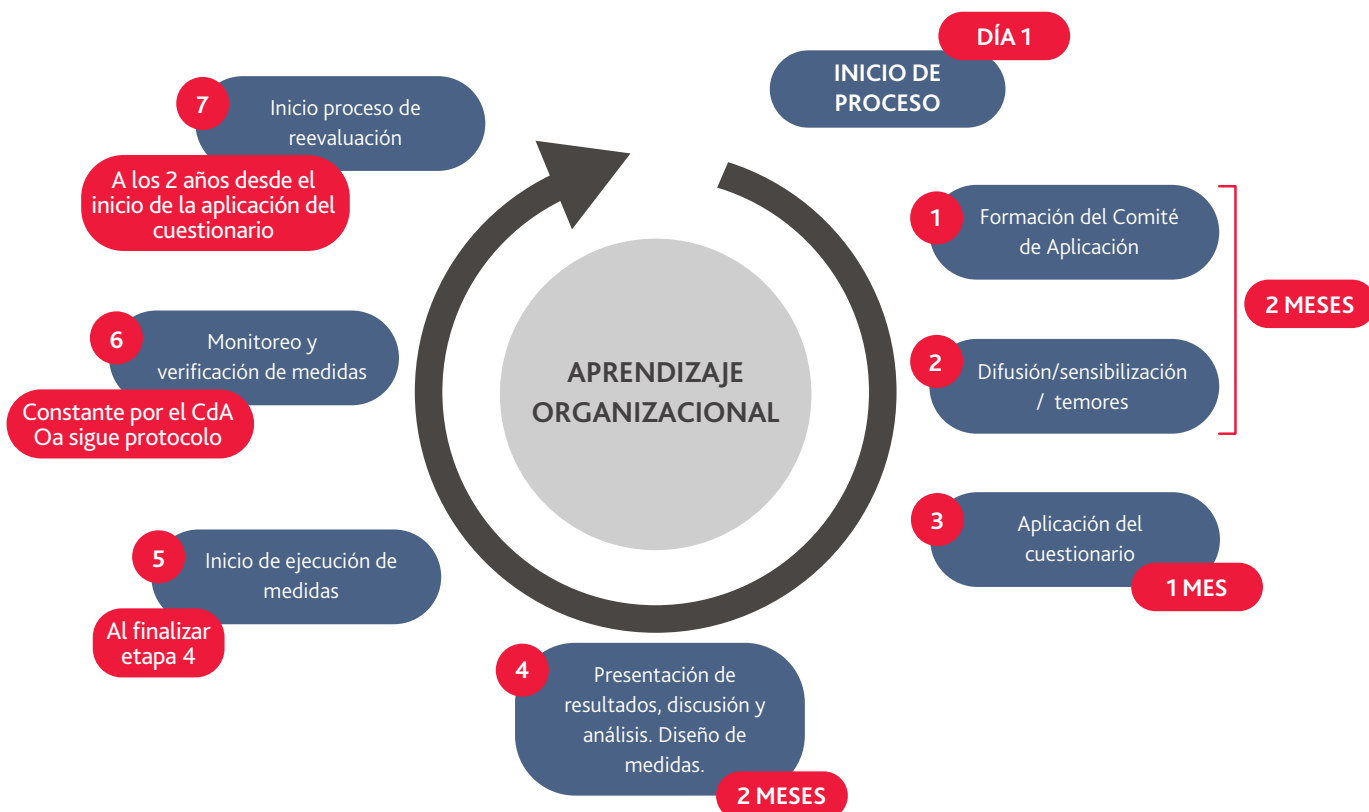 DÍA 1
INICIO DE
PROCESO
1
Formación del Comité
de Aplicación
2
Difusión/sensibilización
/ temores
2 MESES
3
Aplicación del
cuestionario
1 MES
4
Presentación de
resultados, discusión y
análisis. Diseño de
medidas.
2 MESES
5
Inicio de ejecución de
medidas
Al finalizar
etapa 4
6
Monitoreo y
verificación de medidas
Constante por el CdA
Oa sigue protocolo
7
Inicio proceso de
reevaluación
A los 2 años desde el
inicio de la aplicación del
cuestionario
APRENDIZAJE
ORGANIZACIONAL